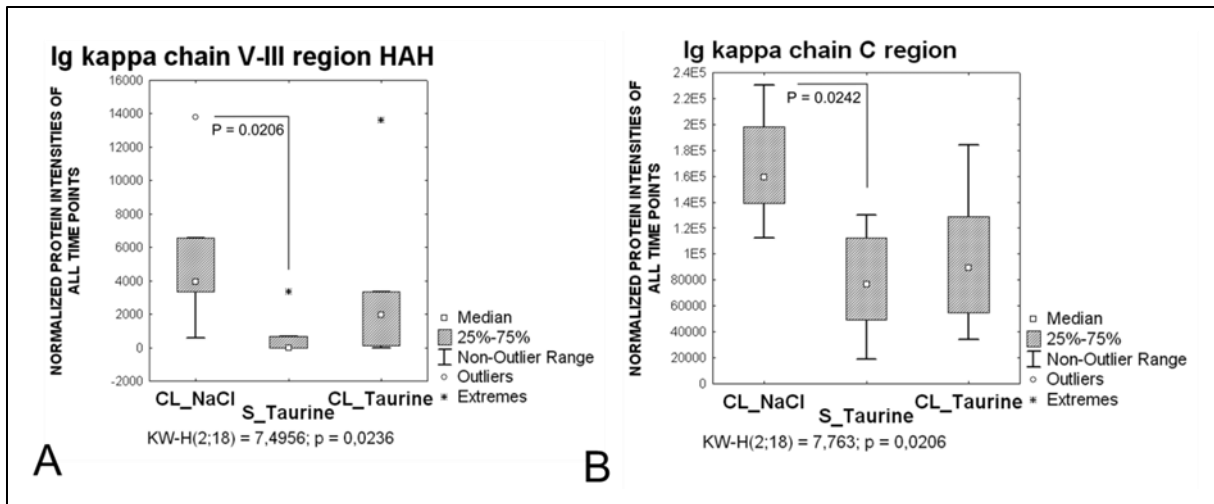 Ig kappa chain V-III region HAH
NORMALIZED PROTEIN INTENSITIES OF
ALL TIME POINTS
16000
14000
12000
10000
8000
6000
4000
2000
0
-2000
P = 0.0206
CL_NaCl
S_Taurine
CL_Taurine
Median
25%-75%
Non-Outlier Range
Outliers
Extremes
KW-H(2;18) = 7,4956; p = 0,0236
A
Ig kappa chain C region
NORMALIZED PROTEIN INTENSITIES OF
ALL TIME POINTS
2.4E5
2.2E5
2E5
1.8E5
1.6E5
1.4E5
1.2E5
1E5
80000
60000
40000
20000
0
P = 0.0242
CL_NaCl
S_Taurine
CL_Taurine
Median
25%-75%
Non-Outlier Range
Outliers
Extremes
KW-H(2;18) = 7,763; p = 0,0206
B